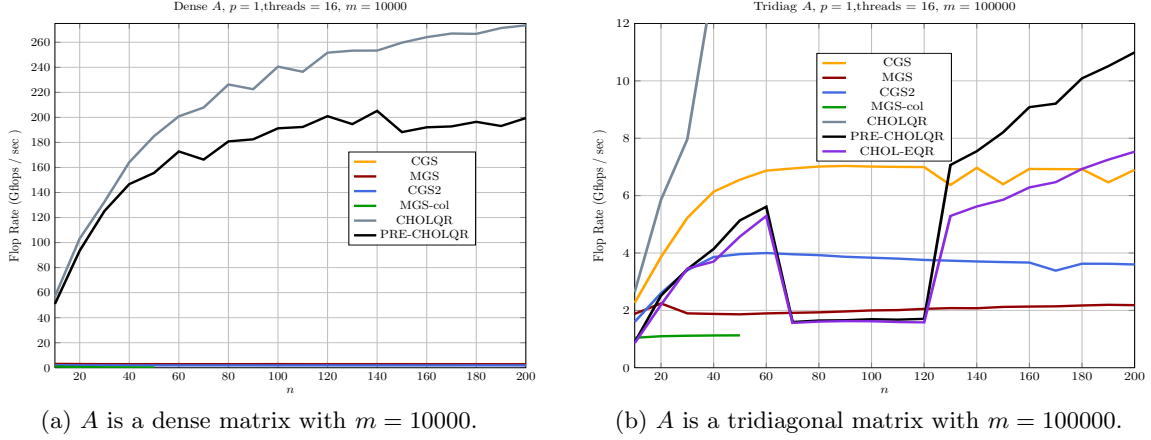 Dense A, p = 1,threads = 16, m = 10000
Gflop Rate (Gflops / sec)
260
240
220
200
180
160
140
120
100
80
60
40
20
0
CGS
MGS
CGS2
MGS-col
CHOLQR
PRE-CHOLQR
20 40 60 80 100 120 140 160 180 200
n
(a) A is a dense matrix with m = 10000.
Tridiag A, p = 1,threads = 16, m = 100000
Flop Rate (Gflops / sec)
12
10
8
6
4
2
0
CGS
MGS
CGS2
MGS-col
CHOLQR
PRE-CHOLQR
CHOL-EQR
20 40 60 80 100 120 140 160 180 200
n
(b) A is a tridiagonal matrix with m = 100000.